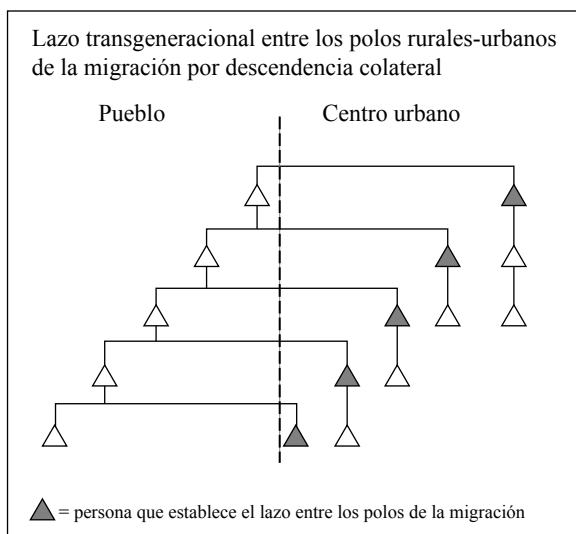 Lazo transgeneracional entre los polos rurales-urbanos
de la migración por descendencia colateral
Pueblo
Centro urbano
= persona que establece el lazo entre los polos de la migración